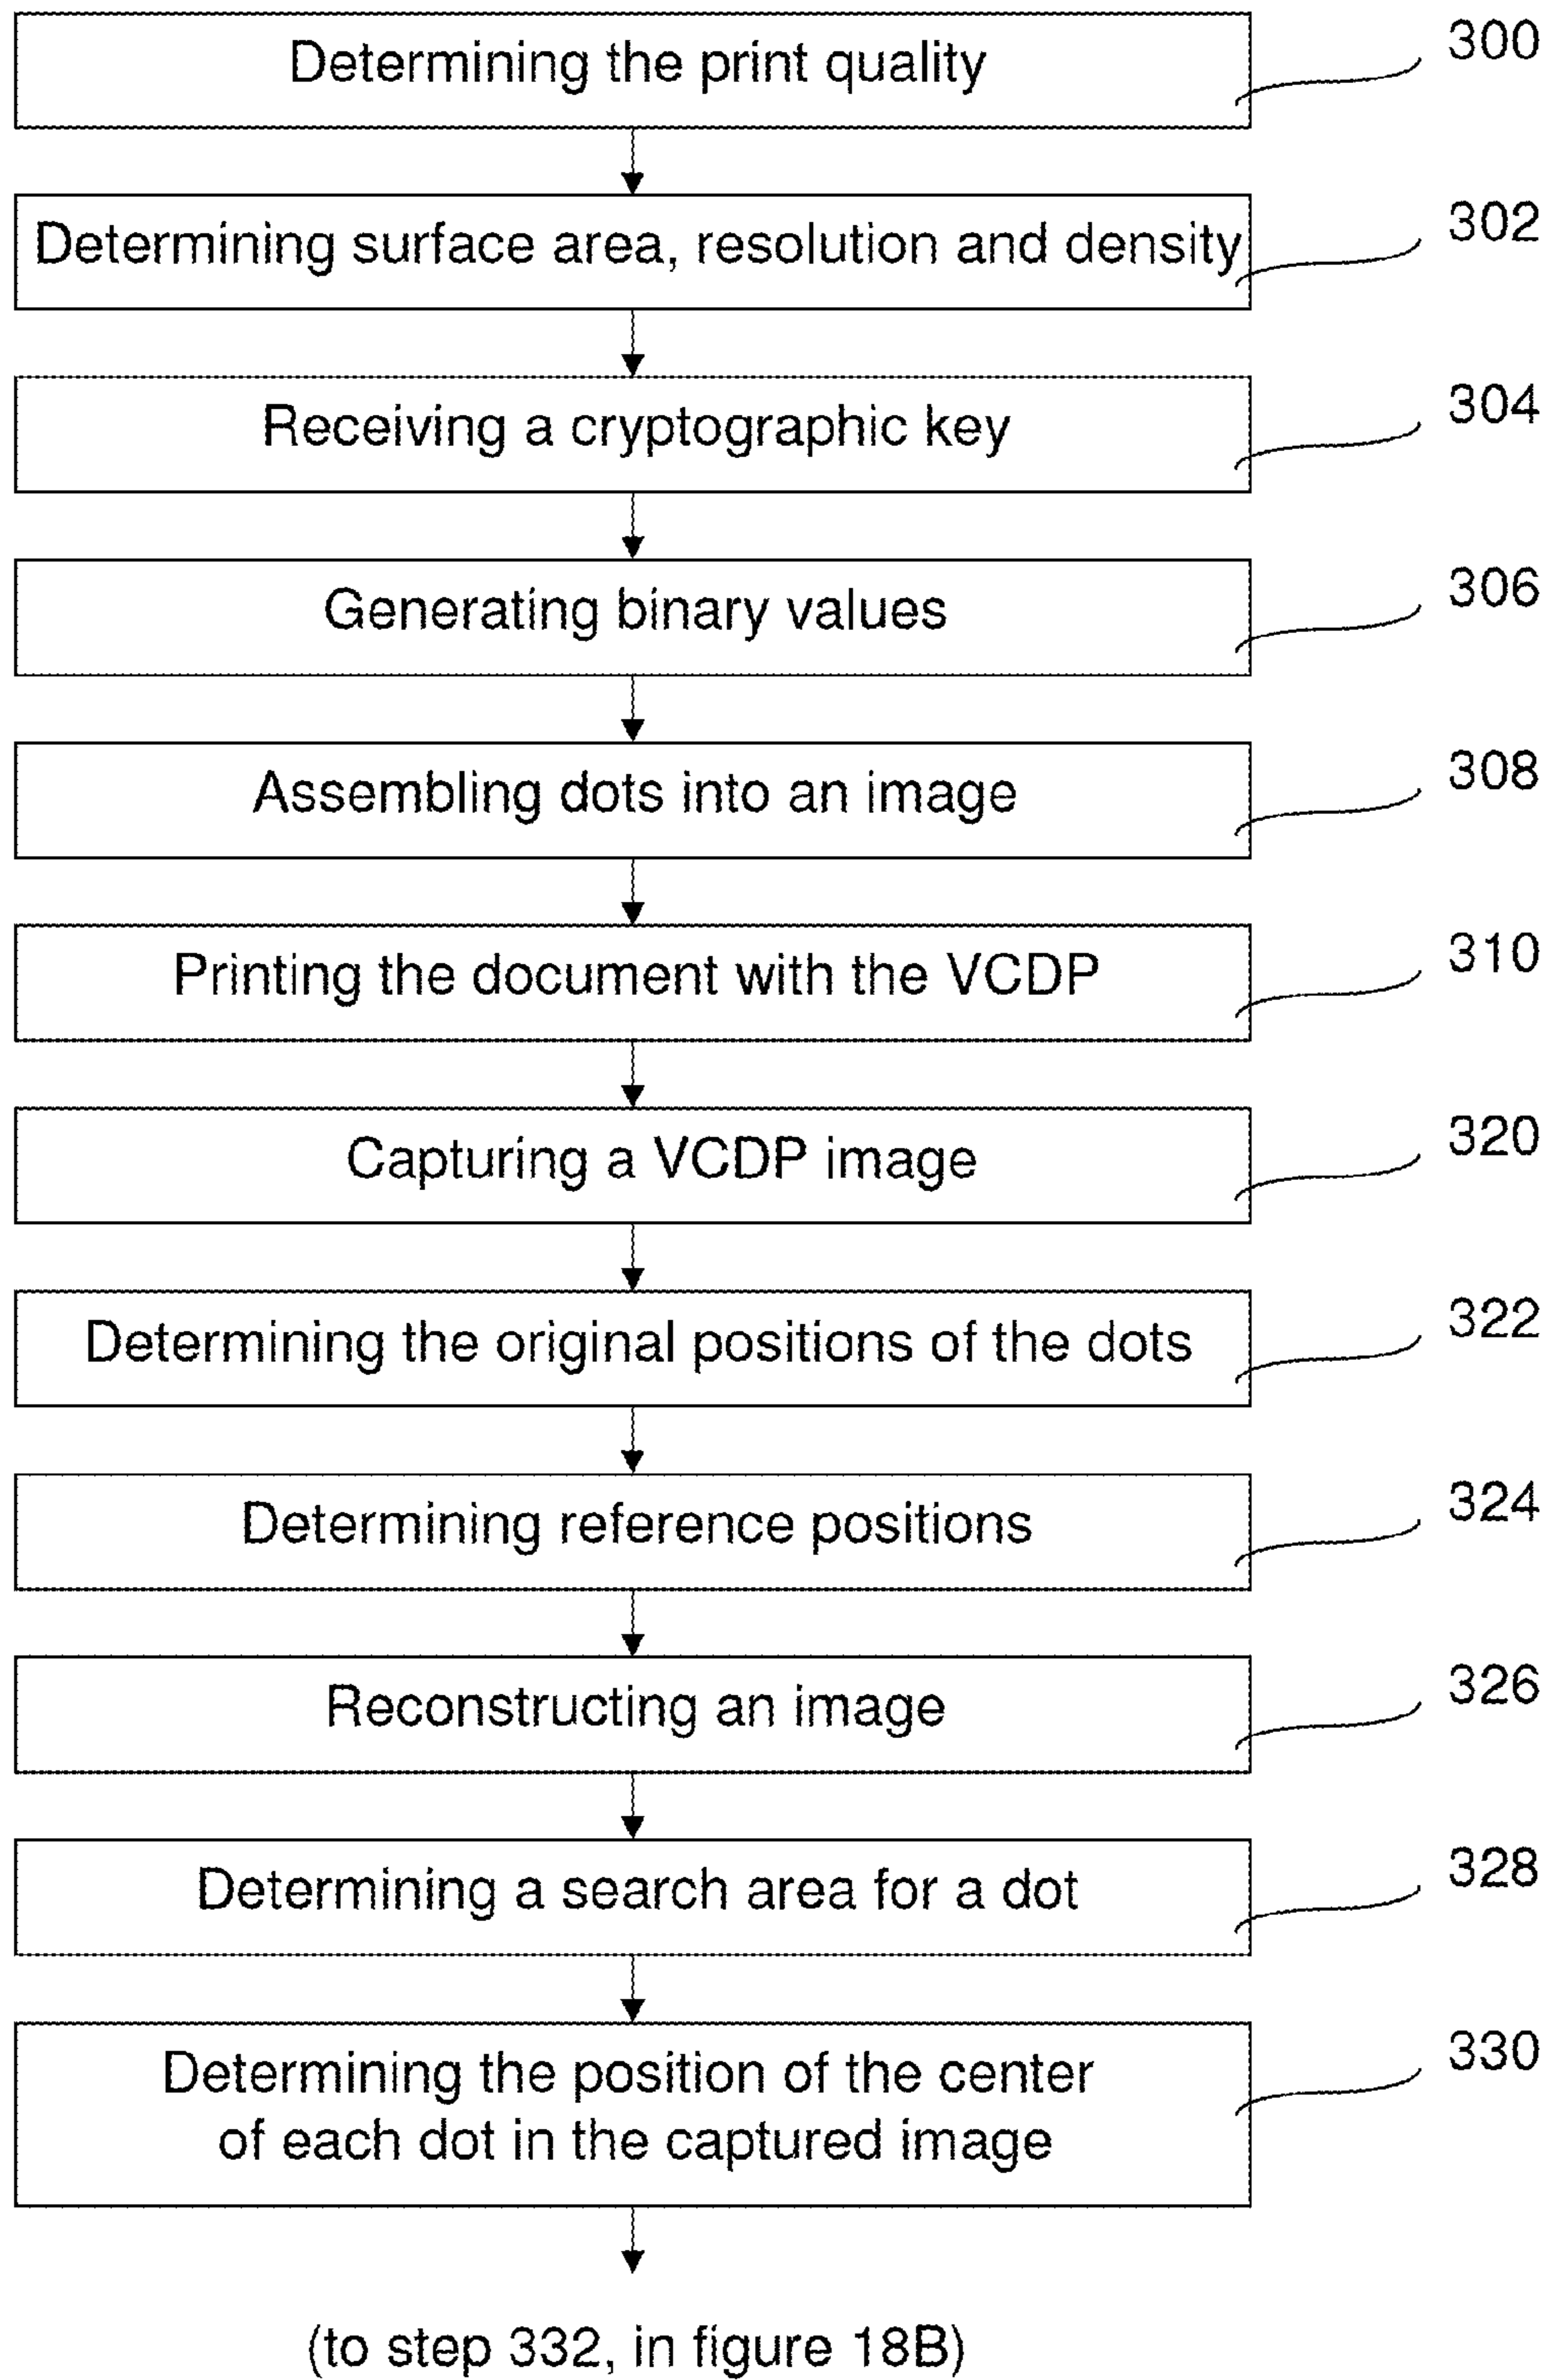 Determining the print quality
300
Determining surface area, resolution and density
302
Receiving a cryptographic key
304
Generating binary values
306
Assembling dots into an image
308
Printing the document with the VCDP
310
Capturing a VCDP image
320
Determining the original positions of the dots
322
Determining reference positions
324
Reconstructing an image
326
Determining a search area for a dot
328
Determining the position of the center
of each dot in the captured image
330
(to step 332, in figure 18B)